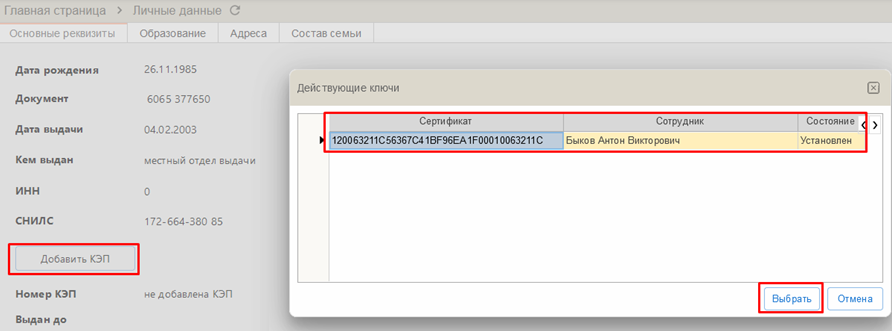 Главная страница > Личные данные
Основные реквизиты Образование Адреса Состав семьи
Дата рождения 26.11.1985
Документ 6065 377650
Дата выдачи 04.02.2003
Кем выдан местный отдел выдачи
ИНН 0
СНИЛС 172-664-380 85
Добавить КЭП
Номер КЭП не добавлена КЭП
Выдан до
Действующие ключи
Сертификат Сотрудник Состояние
120063211C56367C41BF96EA1F00010063211C Быков Антон Викторович Установлен
Выбрать Отмена